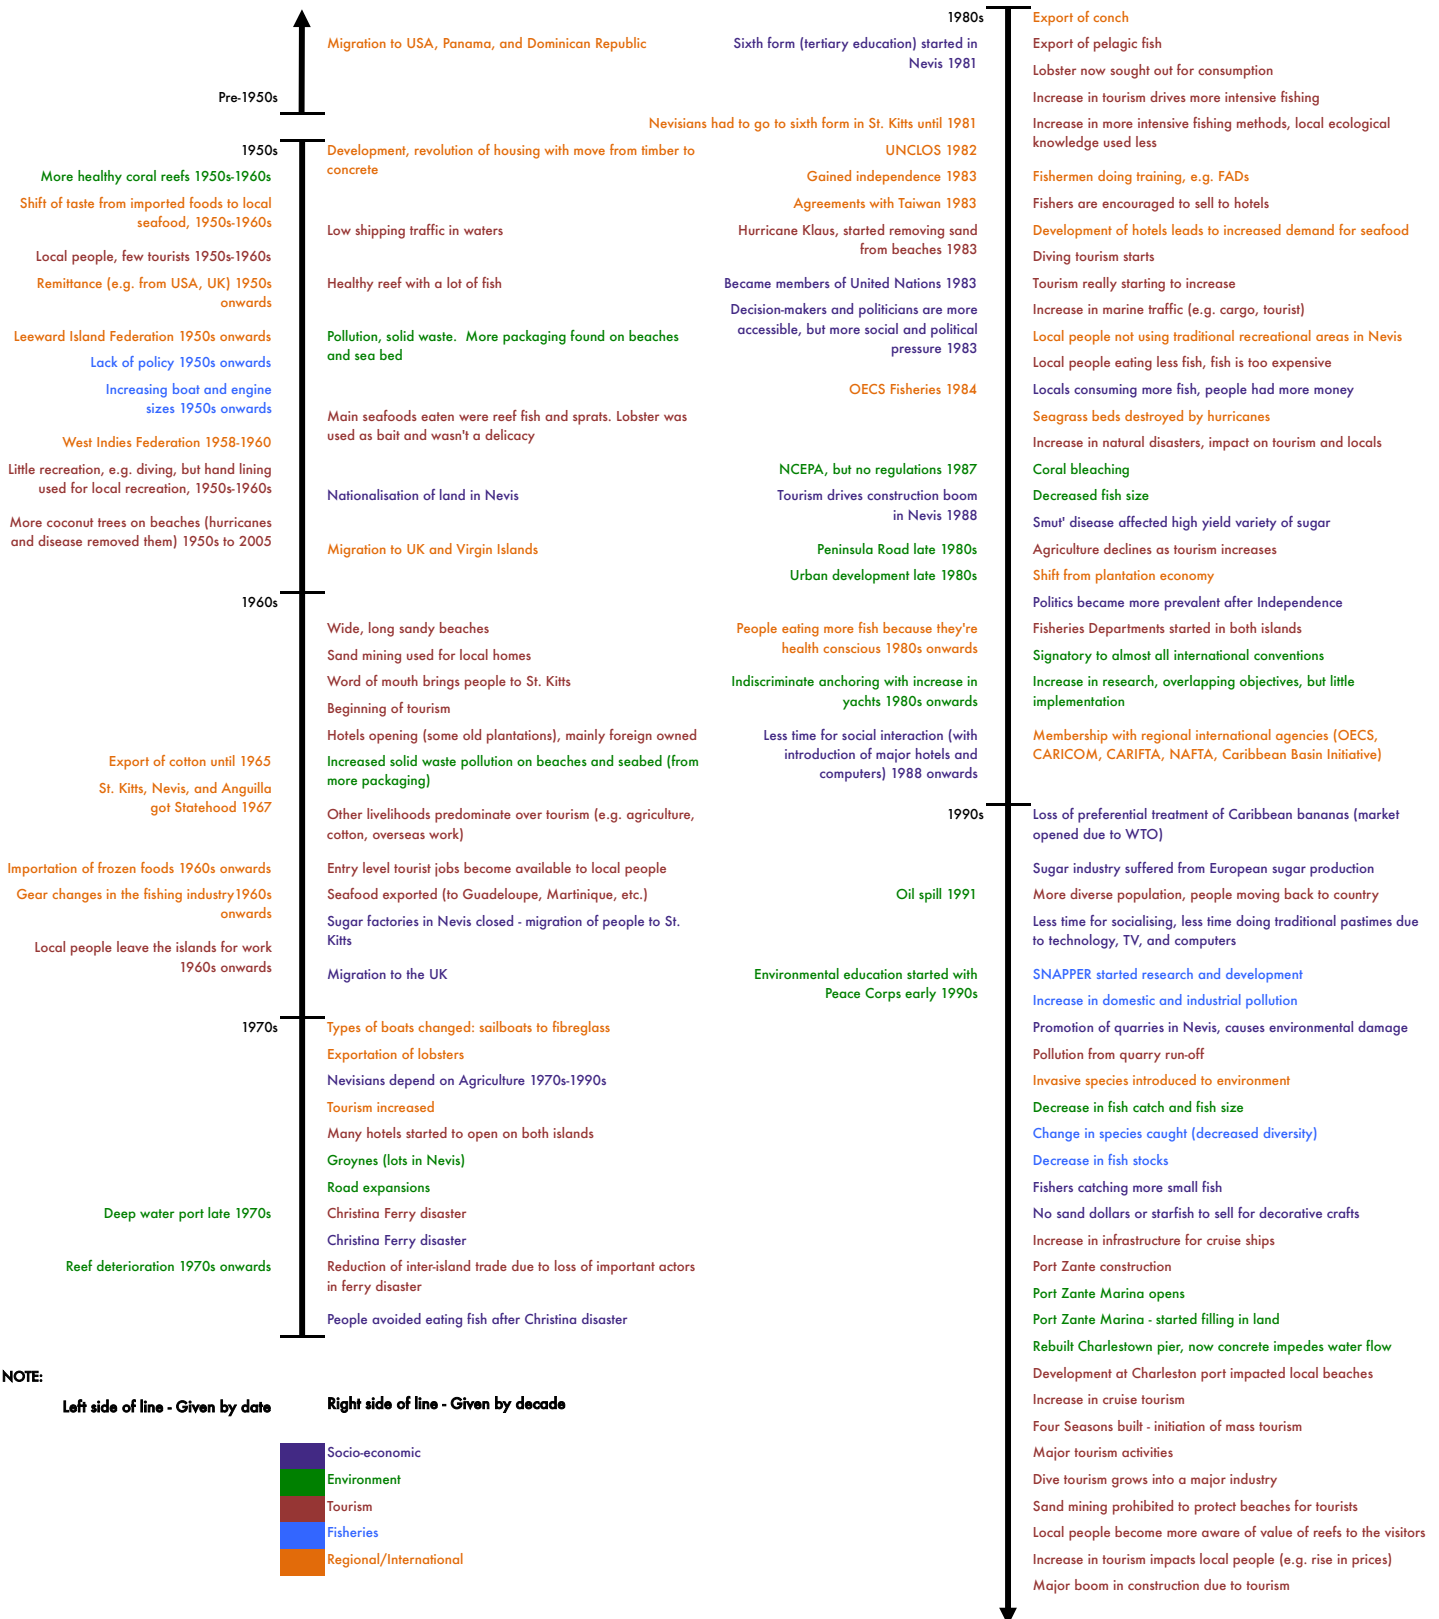 Migration to USA, Panama, and Dominican Republic
Pre-1950s
1950s
More healthy coral reefs 1950s-1960s
Shift of taste from imported foods to local
seafood, 1950s-1960s
Local people, few tourists 1950s-1960s
Remittance (e.g. from USA, UK) 1950s
onwards
Leeward Island Federation 1950s onwards
Lack of policy 1950s onwards
Increasing boat and engine
sizes 1950s onwards
West Indies Federation 1958-1960
Little recreation, e.g. diving, but hand lining
used for local recreation, 1950s-1960s
More coconut trees on beaches (hurricanes
and disease removed them) 1950s to 2005
Development, revolution of housing with move from timber to
concrete
Low shipping traffic in waters
Healthy reef with a lot of fish
Pollution, solid waste. More packaging found on beaches
and sea bed
Main seafoods eaten were reef fish and sprats. Lobster was
used as bait and wasn't a delicacy
Nationalisation of land in Nevis
Migration to UK and Virgin Islands
1960s
Export of cotton until 1965
St. Kitts, Nevis, and Anguilla
got Statehood 1967
Importation of frozen foods 1960s onwards
Gear changes in the fishing industry1960s
onwards
Local people leave the islands for work
1960s onwards
Wide, long sandy beaches
Sand mining used for local homes
Word of mouth brings people to St. Kitts
Beginning of tourism
Hotels opening (some old plantations), mainly foreign owned
Increased solid waste pollution on beaches and seabed (from
more packaging)
Other livelihoods predominate over tourism (e.g. agriculture,
cotton, overseas work)
Entry level tourist jobs become available to local people
Seafood exported (to Guadeloupe, Martinique, etc.)
Sugar factories in Nevis closed - migration of people to St.
Kitts
Migration to the UK
1970s
Deep water port late 1970s
Reef deterioration 1970s onwards
Types of boats changed: sailboats to fibreglass
Exportation of lobsters
Nevisians depend on Agriculture 1970s-1990s
Tourism increased
Many hotels started to open on both islands
Groynes (lots in Nevis)
Road expansions
Christina Ferry disaster
Christina Ferry disaster
Reduction of inter-island trade due to loss of important actors
in ferry disaster
People avoided eating fish after Christina disaster
NOTE:
Left side of line - Given by date
Right side of line - Given by decade
Socio-economic
Environment
Tourism
Fisheries
Regional/International
1980s
Sixth form (tertiary education) started in
Nevis 1981
Nevisians had to go to sixth form in St. Kitts until 1981
UNCLOS 1982
Gained independence 1983
Agreements with Taiwan 1983
Hurricane Klaus, started removing sand
from beaches 1983
Became members of United Nations 1983
Decision-makers and politicians are more
accessible, but more social and political
pressure 1983
OECS Fisheries 1984
NCEPA, but no regulations 1987
Tourism drives construction boom
in Nevis 1988
Peninsula Road late 1980s
Urban development late 1980s
People eating more fish because they're
health conscious 1980s onwards
Indiscriminate anchoring with increase in
yachts 1980s onwards
Less time for social interaction (with
introduction of major hotels and
computers) 1988 onwards
Export of conch
Export of pelagic fish
Lobster now sought out for consumption
Increase in tourism drives more intensive fishing
Increase in more intensive fishing methods, local ecological
knowledge used less
Fishermen doing training, e.g. FADs
Fishers are encouraged to sell to hotels
Development of hotels leads to increased demand for seafood
Diving tourism starts
Tourism really starting to increase
Increase in marine traffic (e.g. cargo, tourist)
Local people not using traditional recreational areas in Nevis
Local people eating less fish, fish is too expensive
Locals consuming more fish, people had more money
Seagrass beds destroyed by hurricanes
Increase in natural disasters, impact on tourism and locals
Coral bleaching
Decreased fish size
Smut' disease affected high yield variety of sugar
Agriculture declines as tourism increases
Shift from plantation economy
Politics became more prevalent after Independence
Fisheries Departments started in both islands
Signatory to almost all international conventions
Increase in research, overlapping objectives, but little
implementation
Membership with regional international agencies (OECS,
CARICOM, CARIFTA, NAFTA, Caribbean Basin Initiative)
1990s
Oil spill 1991
Environmental education started with
Peace Corps early 1990s
Loss of preferential treatment of Caribbean bananas (market
opened due to WTO)
Sugar industry suffered from European sugar production
More diverse population, people moving back to country
Less time for socialising, less time doing traditional pastimes due
to technology, TV, and computers
SNAPPER started research and development
Increase in domestic and industrial pollution
Promotion of quarries in Nevis, causes environmental damage
Pollution from quarry run-off
Invasive species introduced to environment
Decrease in fish catch and fish size
Change in species caught (decreased diversity)
Decrease in fish stocks
Fishers catching more small fish
No sand dollars or starfish to sell for decorative crafts
Increase in infrastructure for cruise ships
Port Zante construction
Port Zante Marina opens
Port Zante Marina - started filling in land
Rebuilt Charlestown pier, now concrete impedes water flow
Development at Charleston port impacted local beaches
Increase in cruise tourism
Four Seasons built - initiation of mass tourism
Major tourism activities
Dive tourism grows into a major industry
Sand mining prohibited to protect beaches for tourists
Local people become more aware of value of reefs to the visitors
Increase in tourism impacts local people (e.g. rise in prices)
Major boom in construction due to tourism